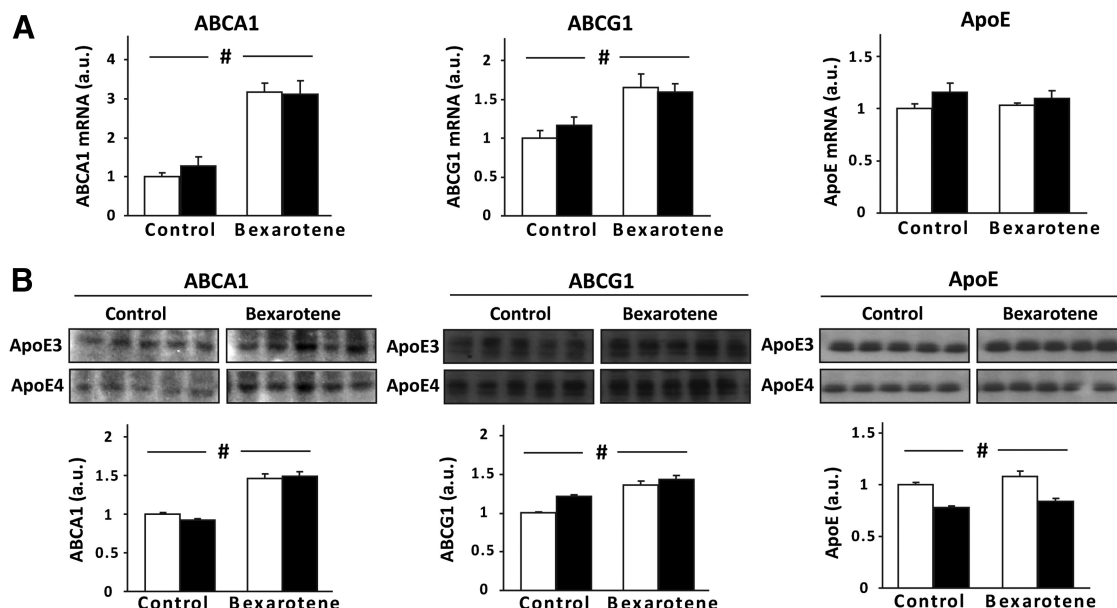 A
ABCA1
ABCA1 mRNA (a.u.)
4
3
2
1
0
#
Control Bexarotene
ABCG1
ABCG1 mRNA (a.u.)
2
1.5
1
0.5
0
#
Control Bexarotene
ApoE
ApoE mRNA (a.u.)
1.5
1
0.5
0
Control Bexarotene
B
ABCA1
Control Bexarotene
ApoE3
ApoE4
ABCG1
Control Bexarotene
ApoE3
ApoE4
ApoE
Control Bexarotene
ApoE3
ApoE4
ABCA1 (a.u.)
2
1.5
1
0.5
0
#
Control Bexarotene
ABCG1 (a.u.)
2
1.5
1
0.5
0
#
Control Bexarotene
ApoE (a.u.)
1.5
1
0.5
0
#
Control Bexarotene